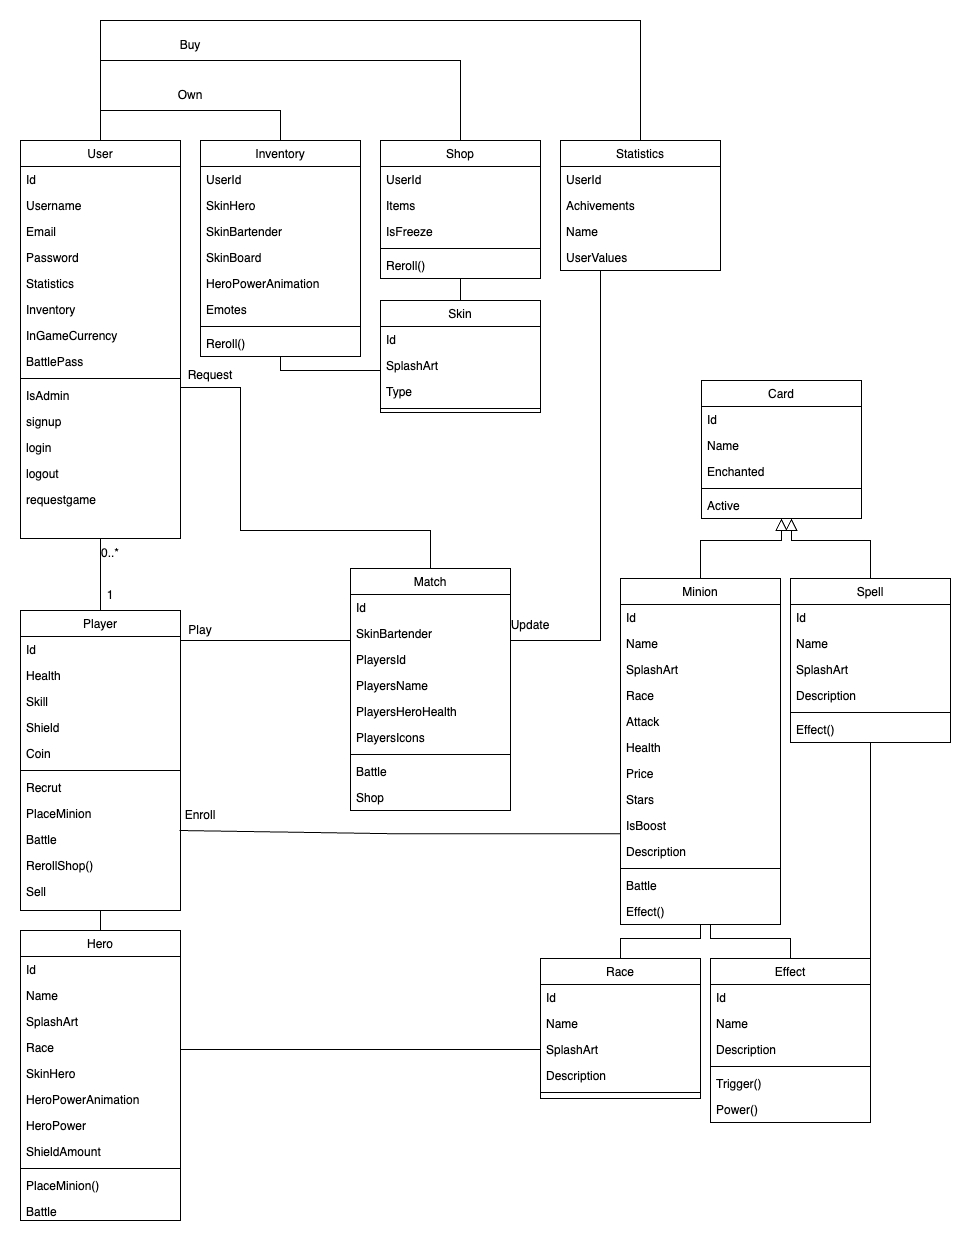 Buy
Own
User
Id
Username
Email
Password
Statistics
Inventory
InGameCurrency
BattlePass
IsAdmin
signup
login
logout
requestgame
Inventory
UserId
SkinHero
SkinBartender
SkinBoard
HeroPowerAnimation
Emotes
Reroll()
Shop
UserId
Items
IsFreeze
Reroll()
Statistics
UserId
Achivements
Name
UserValues
Skin
Id
SplashArt
Type
Request
Card
Id
Name
Enchanted
Active
0..*
1
Player
Id
Health
Skill
Shield
Coin
Recrut
PlaceMinion
Battle
RerollShop()
Sell
Play
Match
Id
SkinBartender
PlayersId
PlayersName
PlayersHeroHealth
PlayersIcons
Battle
Shop
Update
Minion
Id
Name
SplashArt
Race
Attack
Health
Price
Stars
IsBoost
Description
Battle
Effect()
Spell
Id
Name
SplashArt
Description
Effect()
Enroll
Hero
Id
Name
SplashArt
Race
SkinHero
HeroPowerAnimation
HeroPower
ShieldAmount
PlaceMinion()
Battle
Race
Id
Name
SplashArt
Description
Effect
Id
Name
Description
Trigger()
Power()